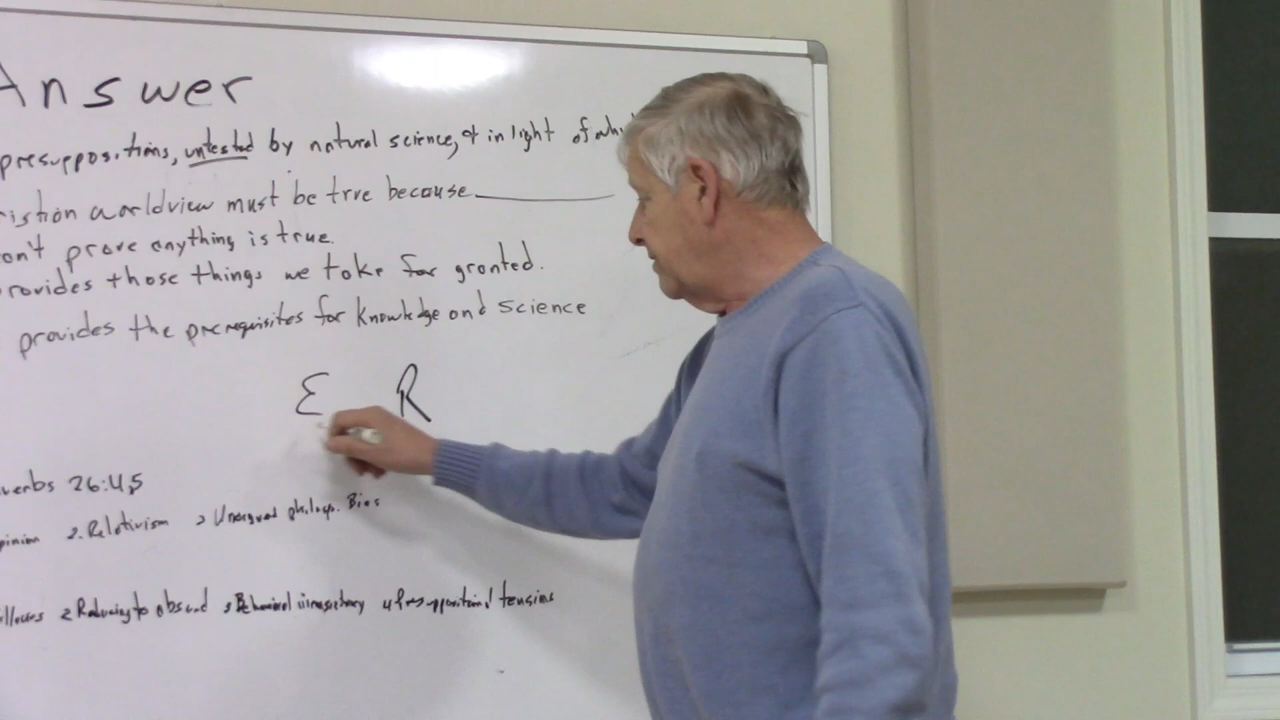 Answer
presuppositions, untested by natural science, & in light of
istian worldview must be true because
on't prove anything is true.
rovides those things we take for granted.
provides the prerequisites for knowledge and science
E R
verbs 26:4,5
pinion 2. Relativism 3 Unargued philosp. Bias
2 Reducing to absurd 3 Behavioral inconsistency 4 Presuppositional tensions